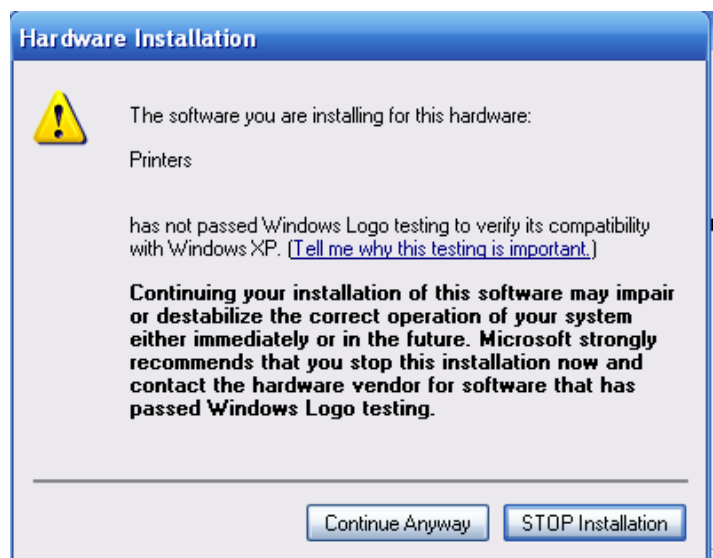 Hardware Installation
The software you are installing for this hardware:
Printers
has not passed Windows Logo testing to verify its compatibility
with Windows XP. (Tell me why this testing is important.)
Continuing your installation of this software may impair
or destabilize the correct operation of your system
either immediately or in the future. Microsoft strongly
recommends that you stop this installation now and
contact the hardware vendor for software that has
passed Windows Logo testing.
Continue Anyway
STOP Installation